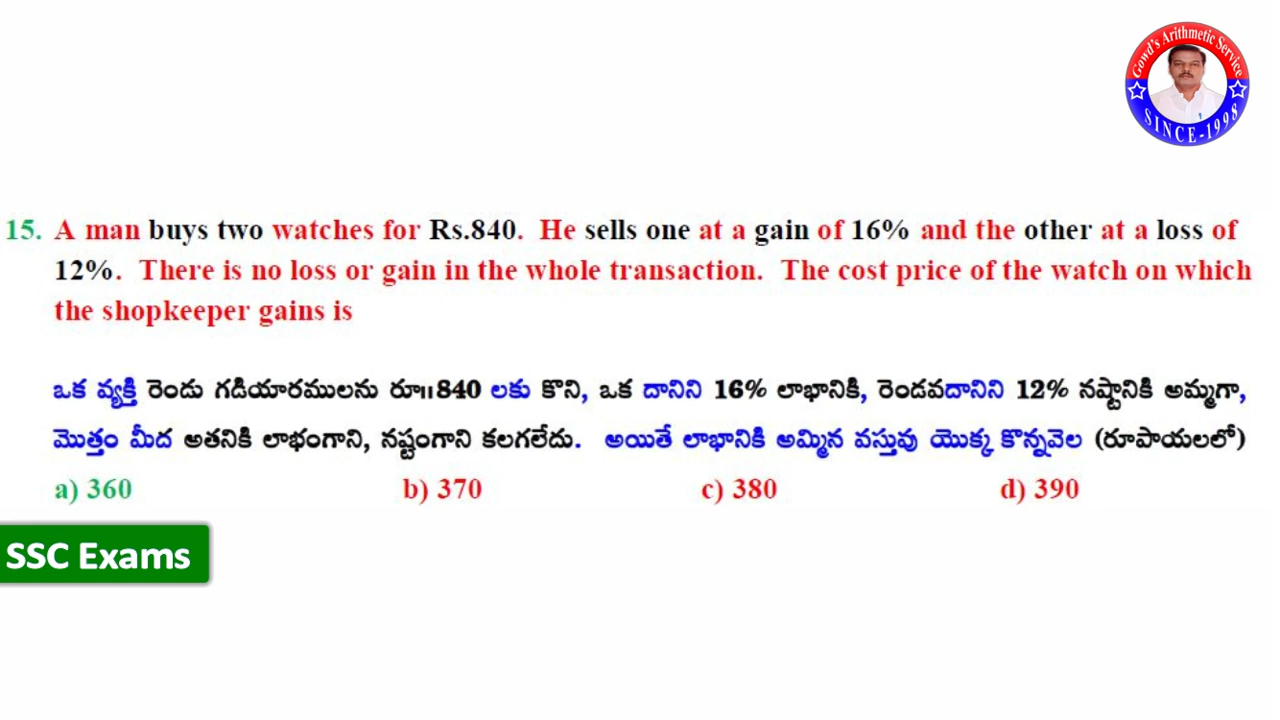 Gowd's Arithmetic Service
SINCE-1998
15. A man buys two watches for Rs.840. He sells one at a gain of 16% and the other at a loss of
12%. There is no loss or gain in the whole transaction. The cost price of the watch on which
the shopkeeper gains is
ఒక వ్యక్తి రెండు గడియారములను రూ॥840 లకు కొని, ఒక దానిని 16% లాభానికి, రెండవదానిని 12% నష్టానికి అమ్మగా,
మొత్తం మీద అతనికి లాభంగాని, నష్టంగాని కలగలేదు. అయితే లాభానికి అమ్మిన వస్తువు యొక్క కొన్నవెల (రూపాయలలో)
a) 360 b) 370 c) 380 d) 390
SSC Exams